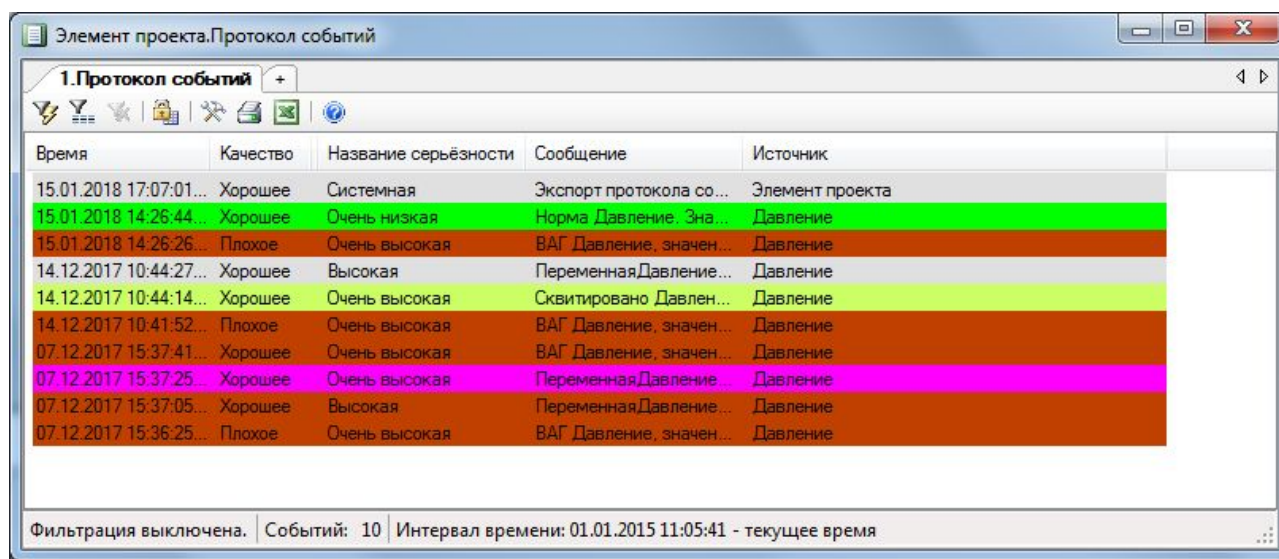 Элемент проекта.Протокол событий
1.Протокол событий +
Время Качество Название серьёзности Сообщение Источник
15.01.2018 17:07:01... Хорошее Системная Экспорт протокола со... Элемент проекта
15.01.2018 14:26:44... Хорошее Очень низкая Норма Давление. Зна... Давление
15.01.2018 14:26:26... Плохое Очень высокая ВАГ Давление, значен... Давление
14.12.2017 10:44:27... Хорошее Высокая ПеременнаяДавление... Давление
14.12.2017 10:44:14... Хорошее Очень высокая Сквитировано Давлен... Давление
14.12.2017 10:41:52... Плохое Очень высокая ВАГ Давление, значен... Давление
07.12.2017 15:37:41... Хорошее Очень высокая ВАГ Давление, значен... Давление
07.12.2017 15:37:25... Хорошее Очень высокая ПеременнаяДавление... Давление
07.12.2017 15:37:05... Хорошее Высокая ПеременнаяДавление... Давление
07.12.2017 15:36:25... Плохое Очень высокая ВАГ Давление, значен... Давление
Фильтрация выключена. Событий: 10 Интервал времени: 01.01.2015 11:05:41 - текущее время